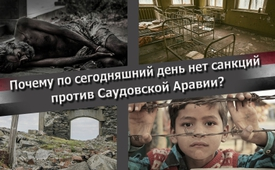 Почему по сегодняшний день нет санкций
против Саудовской Аравии?